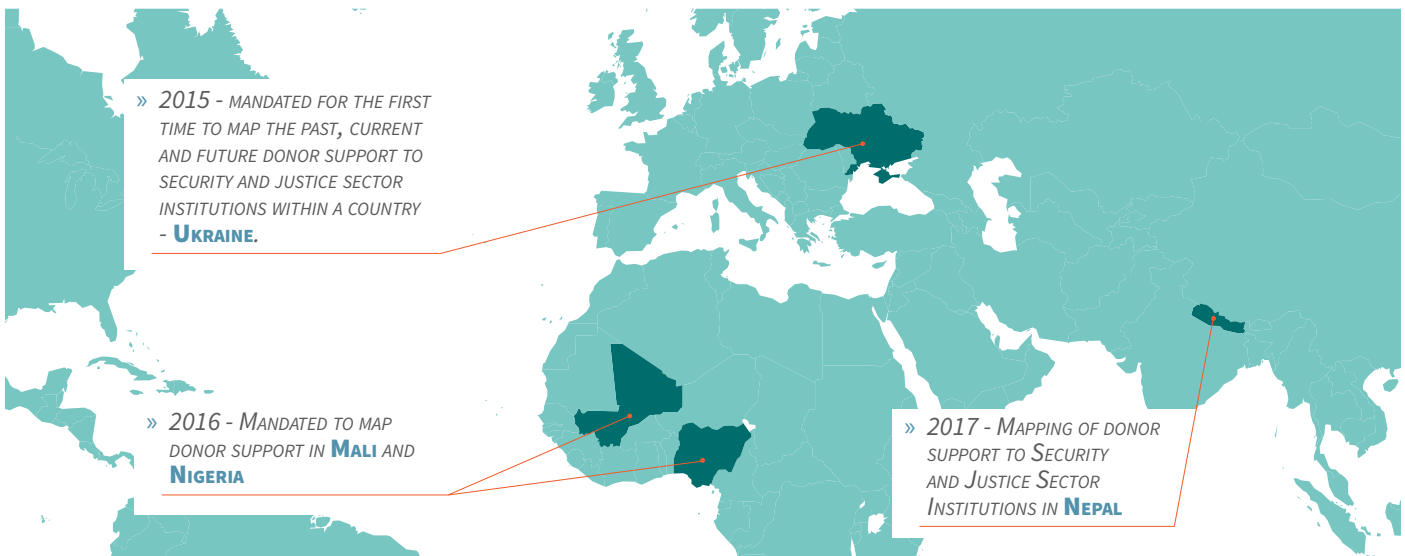 » 2015 - mandated for the first
time to map the past, current
and future donor support to
security and justice sector
institutions within a country
- Ukraine.
» 2016 - Mandated to map
donor support in Mali and
Nigeria
» 2017 - Mapping of donor
support to Security
and Justice Sector
Institutions in Nepal